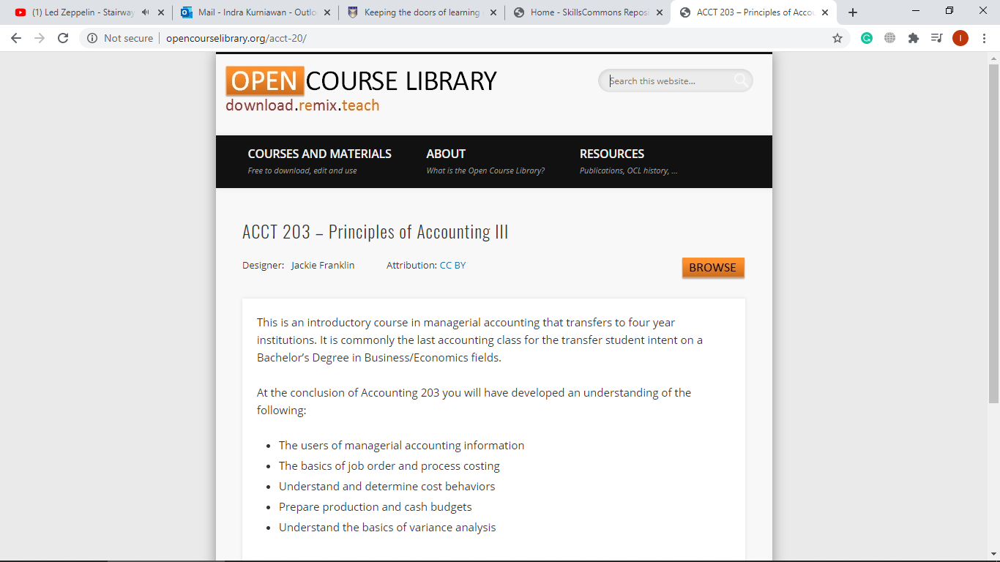 (1) Led Zeppelin - Stairway
Mail - Indra Kurniawan - Outlo
Keeping the doors of learning
Home - SkillsCommons Reposi
ACCT 203 – Principles of Accou
Not secure | opencourselibrary.org/acct-20/
I
OPEN COURSE LIBRARY
download.remix.teach
Search this website...
COURSES AND MATERIALS
Free to download, edit and use
ABOUT
What is the Open Course Library?
RESOURCES
Publications, OCL history, ...
ACCT 203 – Principles of Accounting III
Designer: Jackie Franklin Attribution: CC BY
BROWSE
This is an introductory course in managerial accounting that transfers to four year
institutions. It is commonly the last accounting class for the transfer student intent on a
Bachelor’s Degree in Business/Economics fields.
At the conclusion of Accounting 203 you will have developed an understanding of the
following:
• The users of managerial accounting information
• The basics of job order and process costing
• Understand and determine cost behaviors
• Prepare production and cash budgets
• Understand the basics of variance analysis